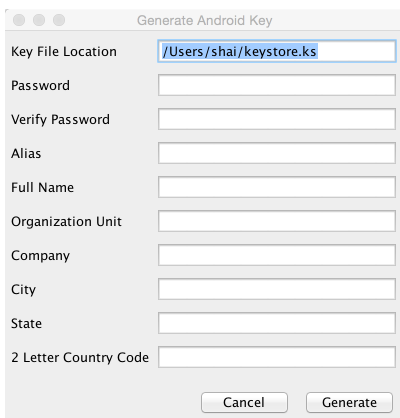 Generate Android Key
Key File Location /Users/shai/keystore.ks
Password
Verify Password
Alias
Full Name
Organization Unit
Company
City
State
2 Letter Country Code
Cancel Generate